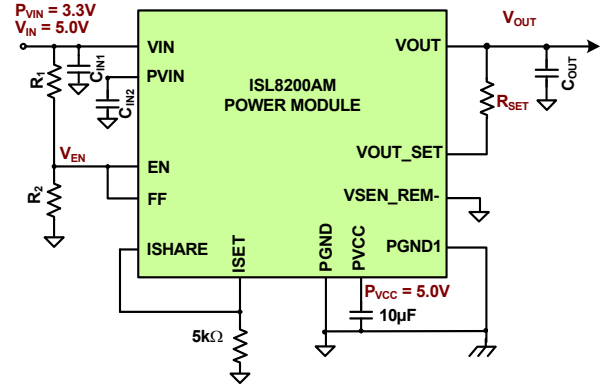 PVIN = 3.3V
VIN = 5.0V
VOUT
VIN
VOUT
R1
CIN1
PVIN
CIN2
ISL8200AM
POWER MODULE
COUT
RSET
VEN
EN
VOUT_SET
FF
R2
VSEN_REM-
ISHARE
ISET
PGND
PVCC
PGND1
PVCC = 5.0V
10µF
5kΩ